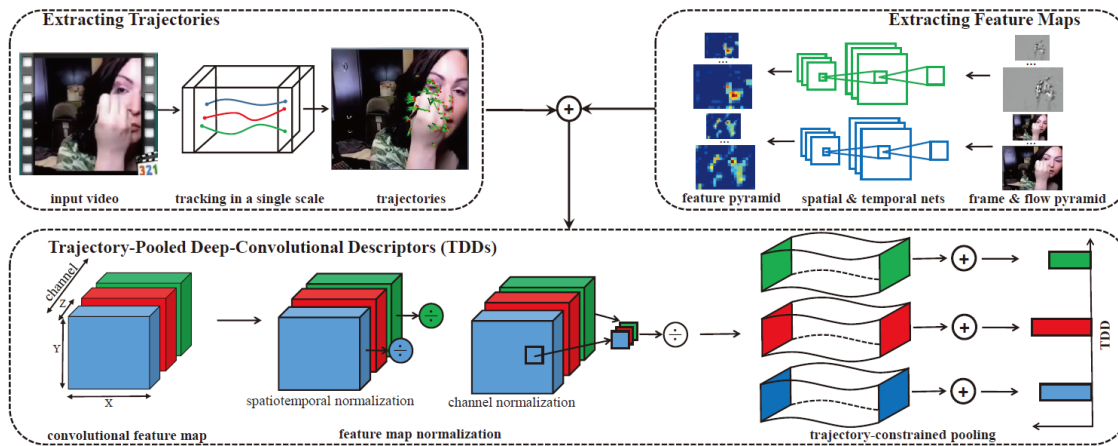 Extracting Trajectories
321
input video
tracking in a single scale
trajectories
+
Extracting Feature Maps
...
...
...
...
feature pyramid
spatial & temporal nets
frame & flow pyramid
Trajectory-Pooled Deep-Convolutional Descriptors (TDDs)
channel
Z
Y
X
convolutional feature map
÷
÷
spatiotemporal normalization
feature map normalization
÷
channel normalization
+
+
+
trajectory-constrained pooling
TDD